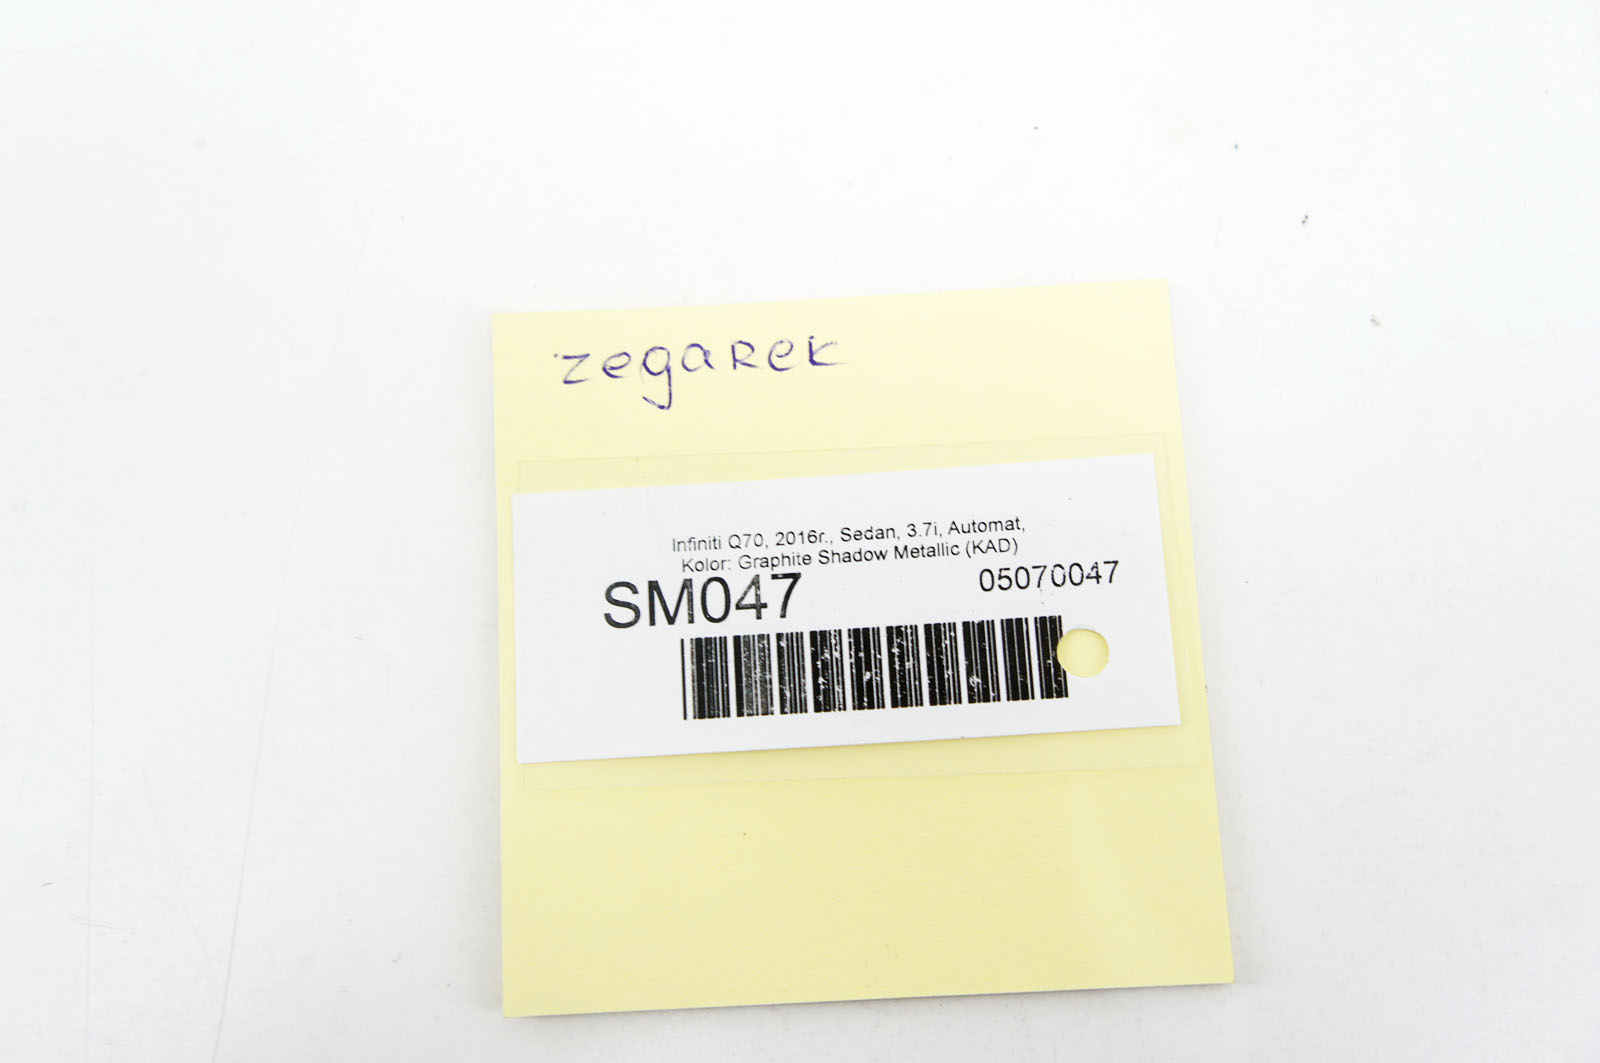 zegarek
Infiniti Q70, 2016r., Sedan, 3.7i, Automat,
Kolor: Graphite Shadow Metallic (KAD)
SM047 05070047